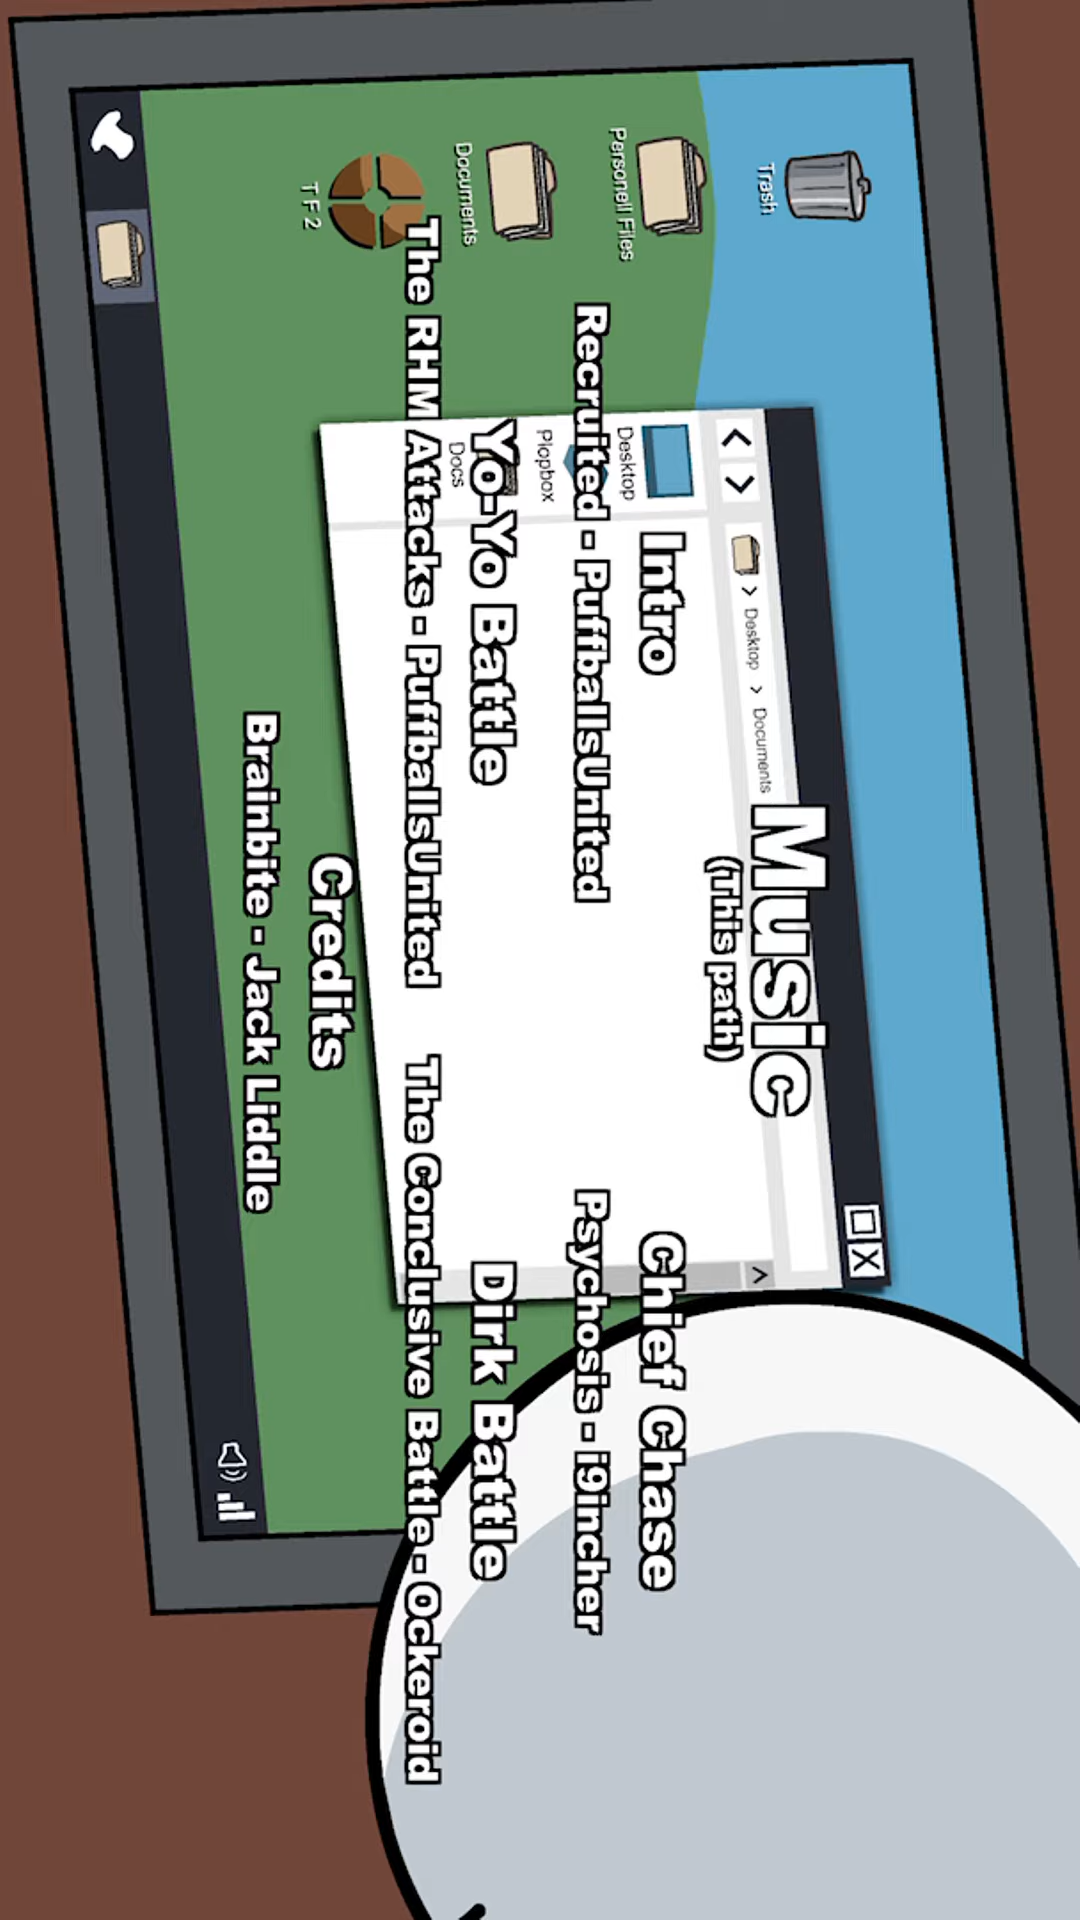 Music
(This path)
Intro
Recruited - PuffballsUnited
Chief Chase
Psychosis - i9incher
Yo-Yo Battle
The RHM Attacks - PuffballsUnited
Dirk Battle
The Conclusive Battle - Ockeroid
Credits
Brainbite - Jack Liddle
Trash
Personell Files
Documents
TF2
> Desktop > Documents
Desktop
Plopbox
Docs